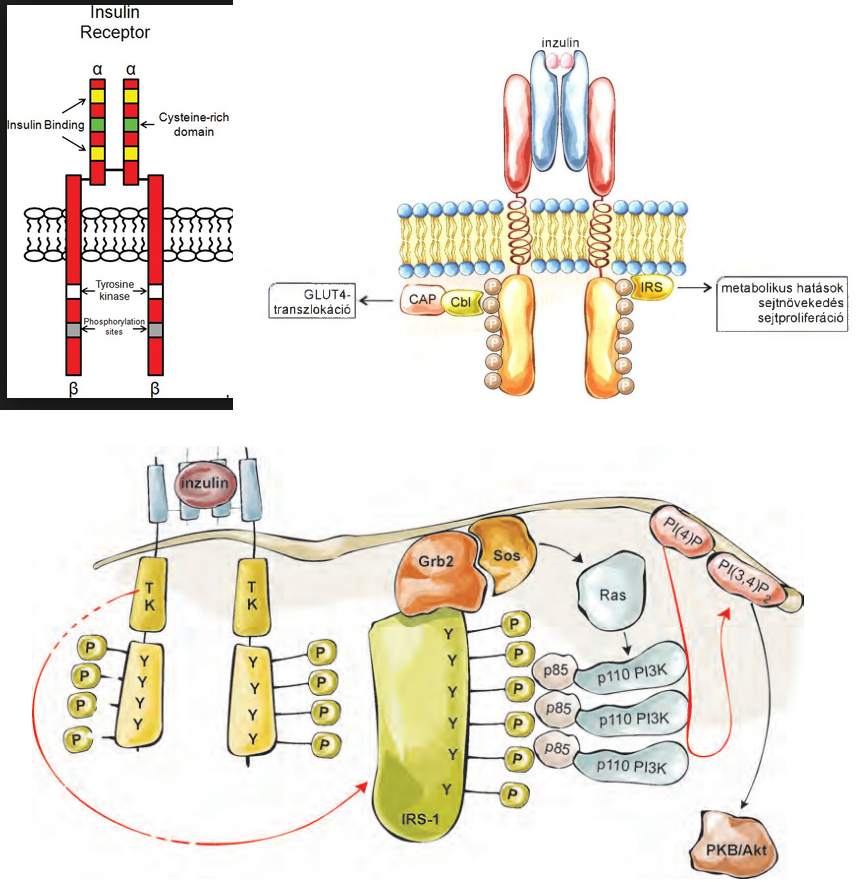 Insulin
Receptor
α α
Insulin Binding
Cysteine-rich
domain
Tyrosine
kinase
Phosphorylation
sites
β β
inzulin
P P
P P
P P
P P
P P
P P
GLUT4-
transzlokáció
CAP
Cbl
IRS
metabolikus hatások
sejtnövekedés
sejtproliferáció
inzulin
T
K
T
K
P
P
P
P
Y
Y
Y
Y
Y
Y
Y
Y
P
P
P
P
Grb2
Sos
Ras
PI(4)P
PI(3,4)P2
Y
Y
Y
Y
Y
Y
P
P
P
P
P
P
p85 p110 PI3K
p85 p110 PI3K
p85 p110 PI3K
IRS-1
PKB/Akt